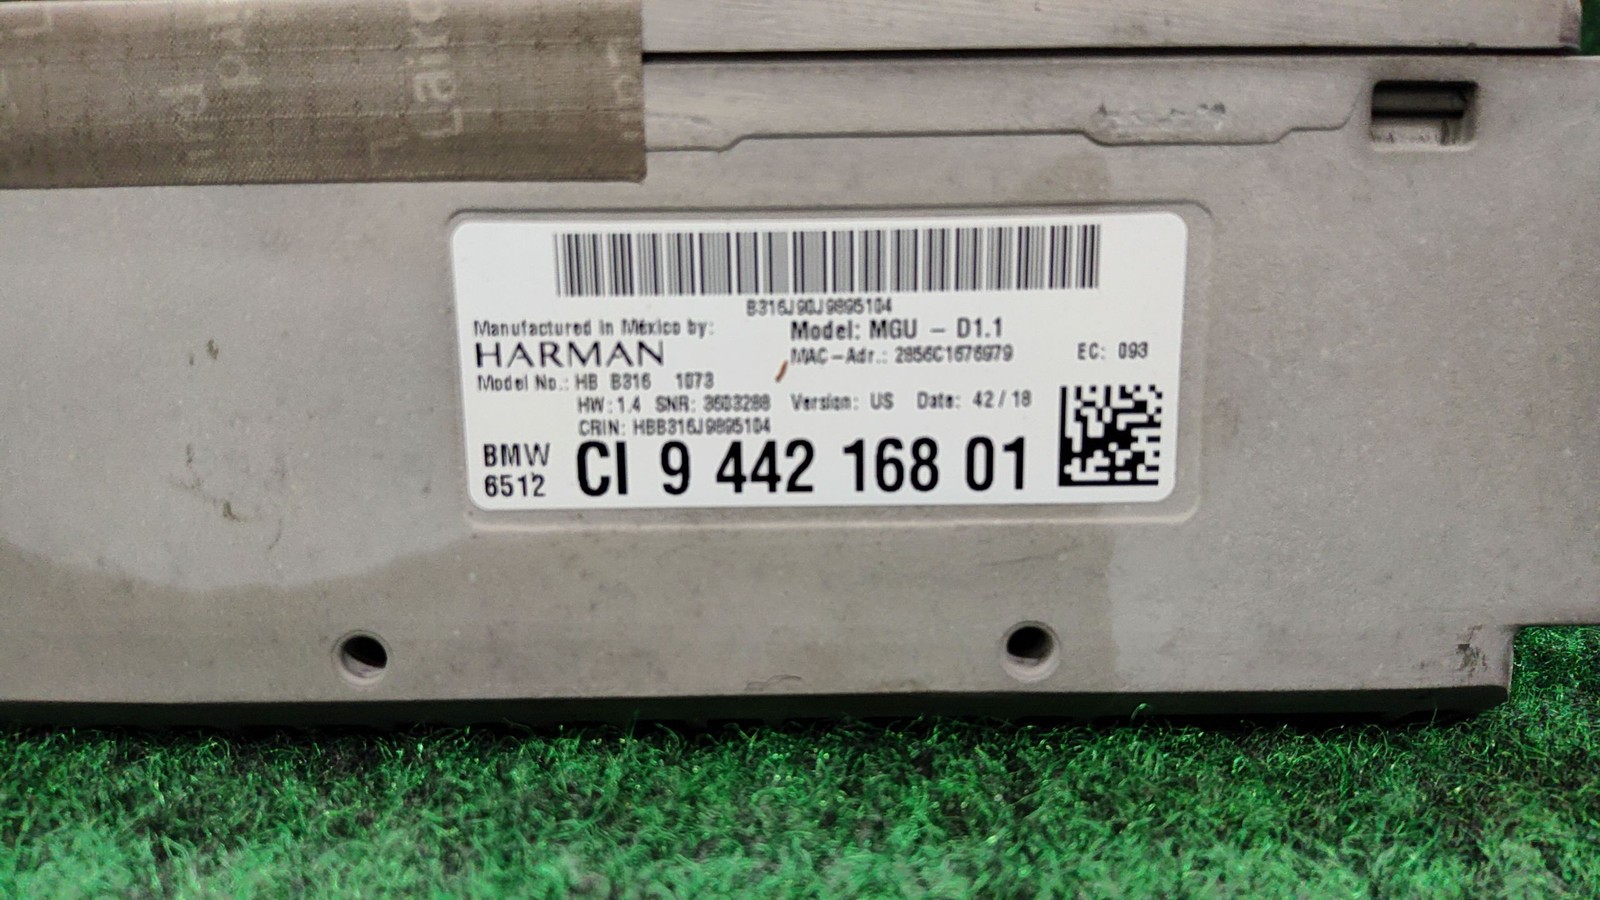 Laird
B316J90J9895104
Manufactured in México by:
HARMAN
Model: MGU - D1.1
MAC-Adr.: 2856C1676979
EC: 093
Model No.: HB B316 1073
HW: 1.4 SNR: 3603288 Version: US Date: 42/18
CRIN: HBB316J9895104
BMW
6512
CI 9 442 168 01